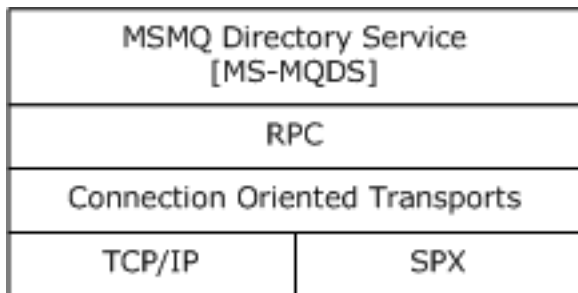 MSMQ Directory Service
[MS-MQDS]
RPC
Connection Oriented Transports
TCP/IP
SPX